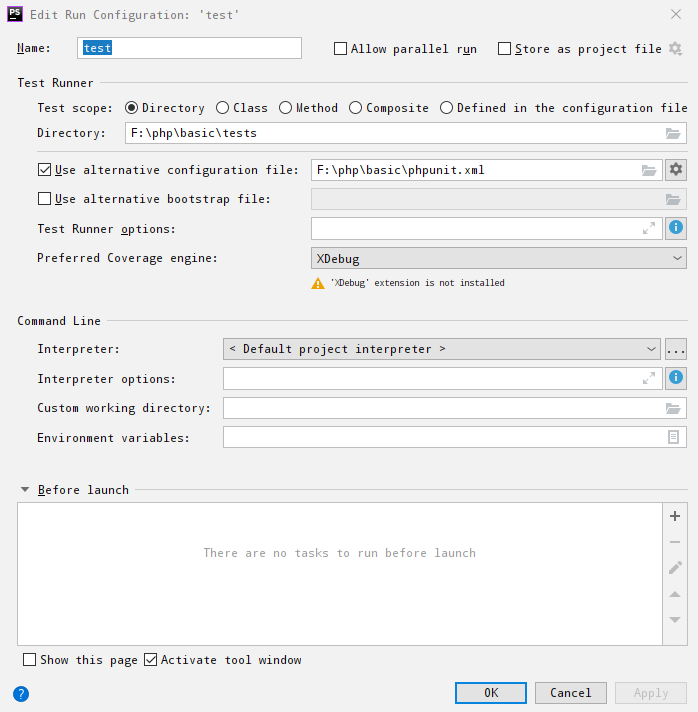 PS Edit Run Configuration: 'test'
Name: test Allow parallel run Store as project file
Test Runner
Test scope: Directory Class Method Composite Defined in the configuration file
Directory: F:\php\basic\tests
Use alternative configuration file: F:\php\basic\phpunit.xml
Use alternative bootstrap file:
Test Runner options:
Preferred Coverage engine: XDebug
'XDebug' extension is not installed
Command Line
Interpreter: < Default project interpreter > ...
Interpreter options:
Custom working directory:
Environment variables:
Before launch
There are no tasks to run before launch
Show this page Activate tool window
? OK Cancel Apply